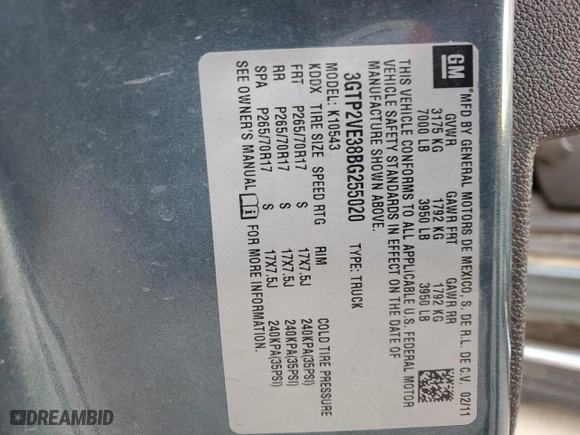 GM
MFD BY GENERAL MOTORS DE MEXICO, S. DE R.L. DE C.V. 02/11
GVWR GAWR FRT GAWR RR
3175 KG 1792 KG 1792 KG
7000 LB 3950 LB 3950 LB
THIS VEHICLE CONFORMS TO ALL APPLICABLE U.S. FEDERAL MOTOR
VEHICLE SAFETY STANDARDS IN EFFECT ON THE DATE OF
MANUFACTURE SHOWN ABOVE.
3GTP2VE38BG255020 TYPE: TRUCK
MODEL: K10543
KDDX TIRE SIZE SPEED RTG RIM COLD TIRE PRESSURE
FRT P265/70R17 S 17X7.5J 240KPA(35PSI)
RR P265/70R17 S 17X7.5J 240KPA(35PSI)
SPA P265/70R17 S 17X7.5J 240KPA(35PSI)
SEE OWNER'S MANUAL FOR MORE INFORMATION.
DREAMBID